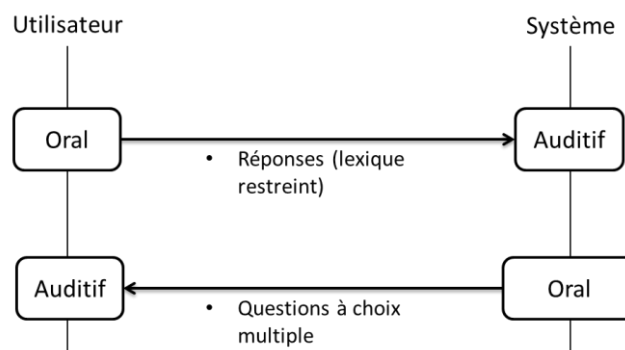 Utilisateur
Système
Oral
Auditif
• Réponses (lexique
restreint)
Auditif
Oral
• Questions à choix
multiple